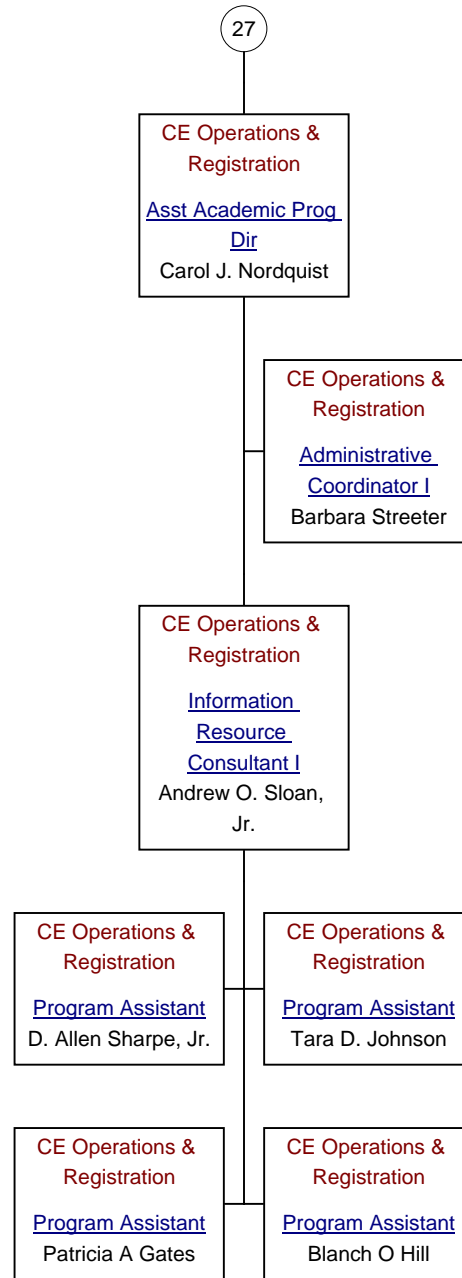 27
CE Operations &
Registration
Asst Academic Prog
Dir
Carol J. Nordquist
CE Operations &
Registration
Administrative
Coordinator I
Barbara Streeter
CE Operations &
Registration
Information
Resource
Consultant I
Andrew O. Sloan,
Jr.
CE Operations &
Registration
Program Assistant
D. Allen Sharpe, Jr.
CE Operations &
Registration
Program Assistant
Tara D. Johnson
CE Operations &
Registration
Program Assistant
Patricia A Gates
CE Operations &
Registration
Program Assistant
Blanch O Hill